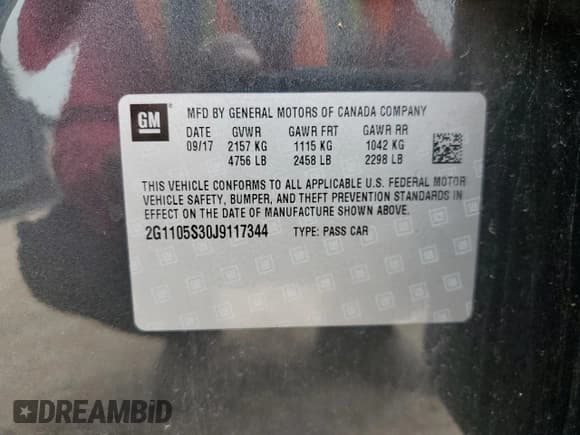 GM
MFD BY GENERAL MOTORS OF CANADA COMPANY
DATE GVWR GAWR FRT GAWR RR
09/17 2157 KG 1115 KG 1042 KG
4756 LB 2458 LB 2298 LB
THIS VEHICLE CONFORMS TO ALL APPLICABLE U.S. FEDERAL MOTOR
VEHICLE SAFETY, BUMPER, AND THEFT PREVENTION STANDARDS IN
EFFECT ON THE DATE OF MANUFACTURE SHOWN ABOVE.
2G1105S30J9117344 TYPE: PASS CAR
DREAMBID